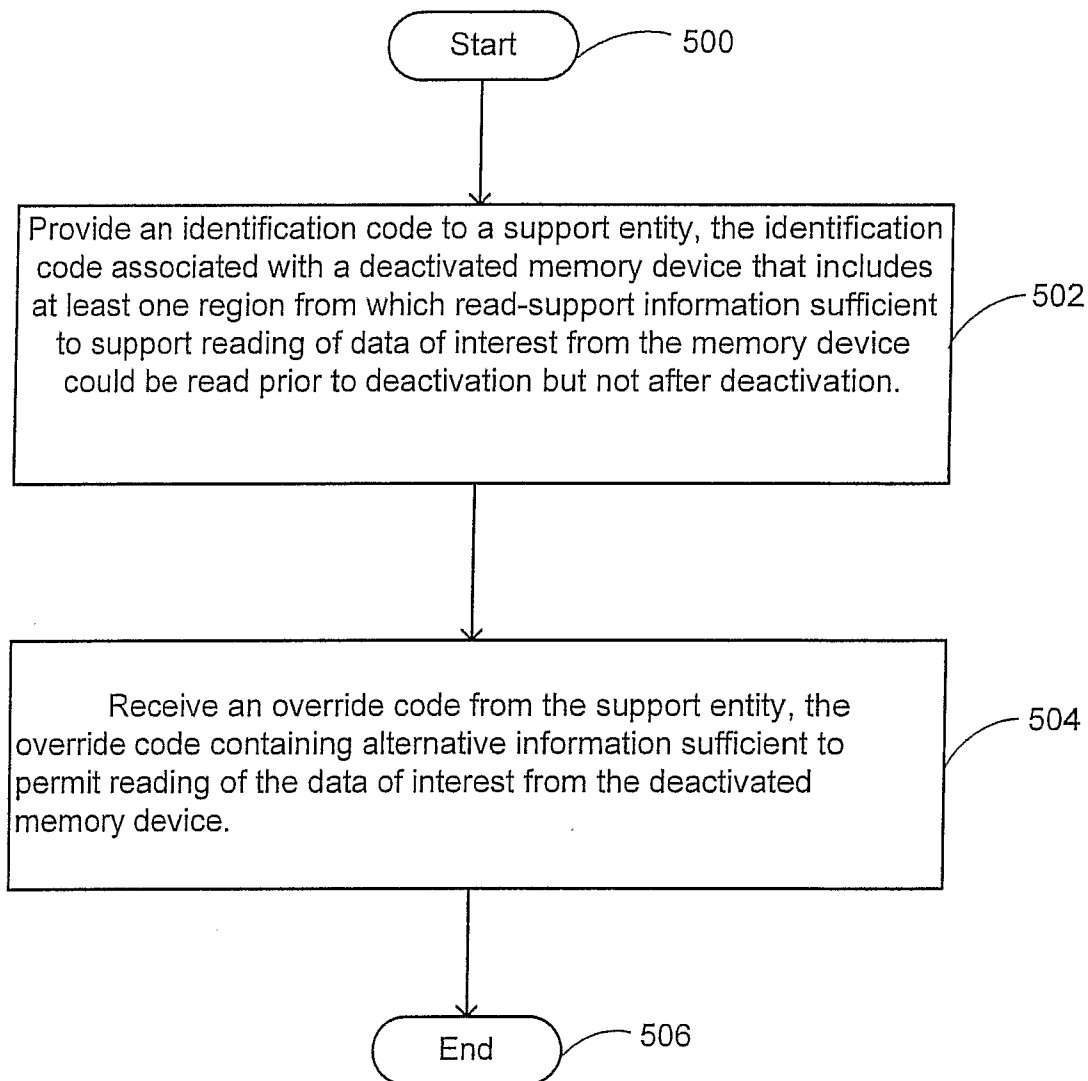 Start
500
Provide an identification code to a support entity, the identification
code associated with a deactivated memory device that includes
at least one region from which read-support information sufficient
to support reading of data of interest from the memory device
could be read prior to deactivation but not after deactivation.
502
Receive an override code from the support entity, the
override code containing alternative information sufficient to
permit reading of the data of interest from the deactivated
memory device.
504
End
506